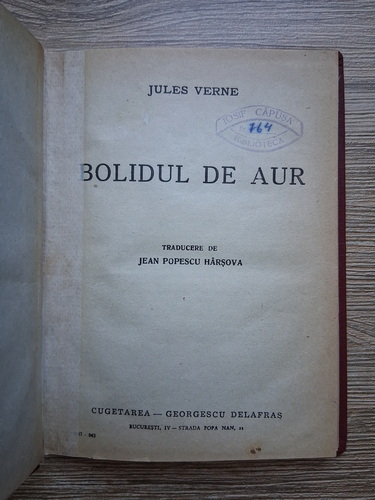 JULES VERNE
IOSIF CĂPUSĂ
764
BIBLIOTECA
BOLIDUL DE AUR
TRADUCERE DE
JEAN POPESCU HÂRȘOVA
CUGETAREA — GEORGESCU DELAFRAȘ
BUCUREȘTI, IV — STRADA POPA NAN,